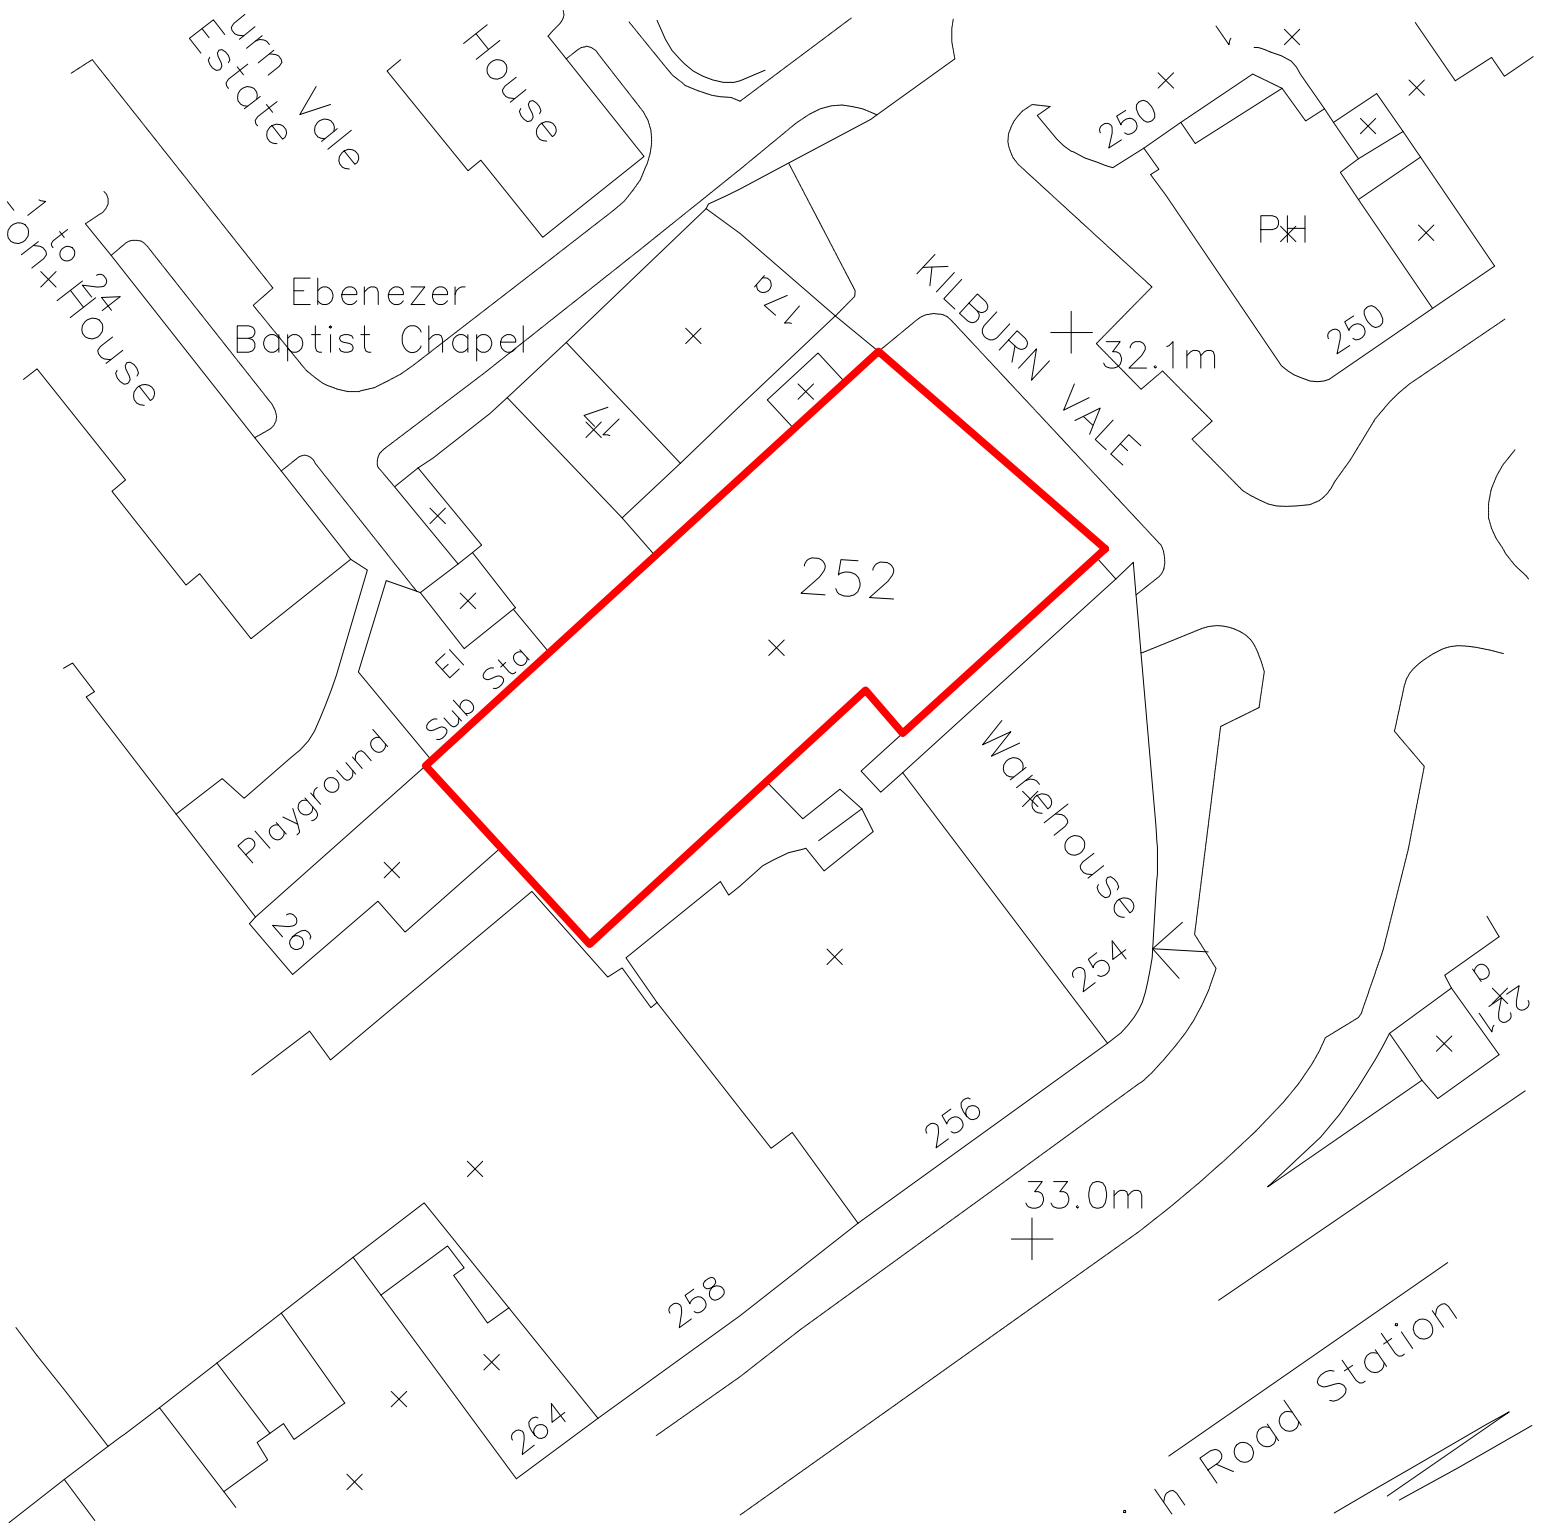 urn Vale
Estate
House
250
-1 to 24
-on House
PH
Ebenezer
Baptist Chapel
17a
KILBURN VALE
32.1m
250
17
252
El
Sub Sta
Playground
Warehouse
26
254
221
a
256
33.0m
258
264
h Road Station